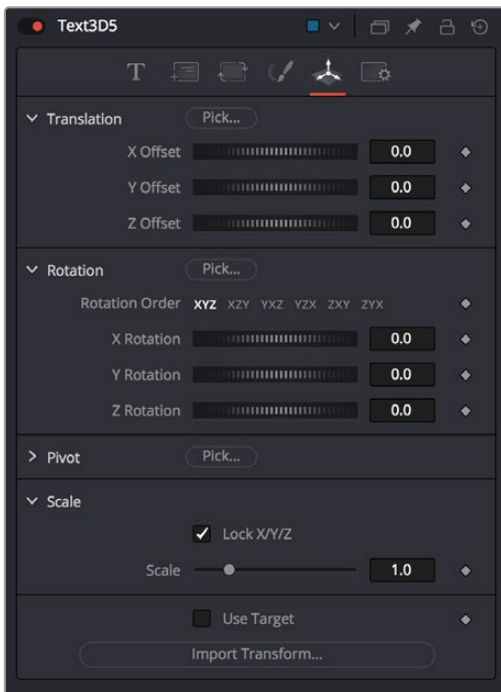 Text3D5
T
Translation Pick...
X Offset 0.0
Y Offset 0.0
Z Offset 0.0
Rotation Pick...
Rotation Order XYZ XZY YXZ YZX ZXY ZYX
X Rotation 0.0
Y Rotation 0.0
Z Rotation 0.0
Pivot Pick...
Scale
Lock X/Y/Z
Scale 1.0
Use Target
Import Transform...